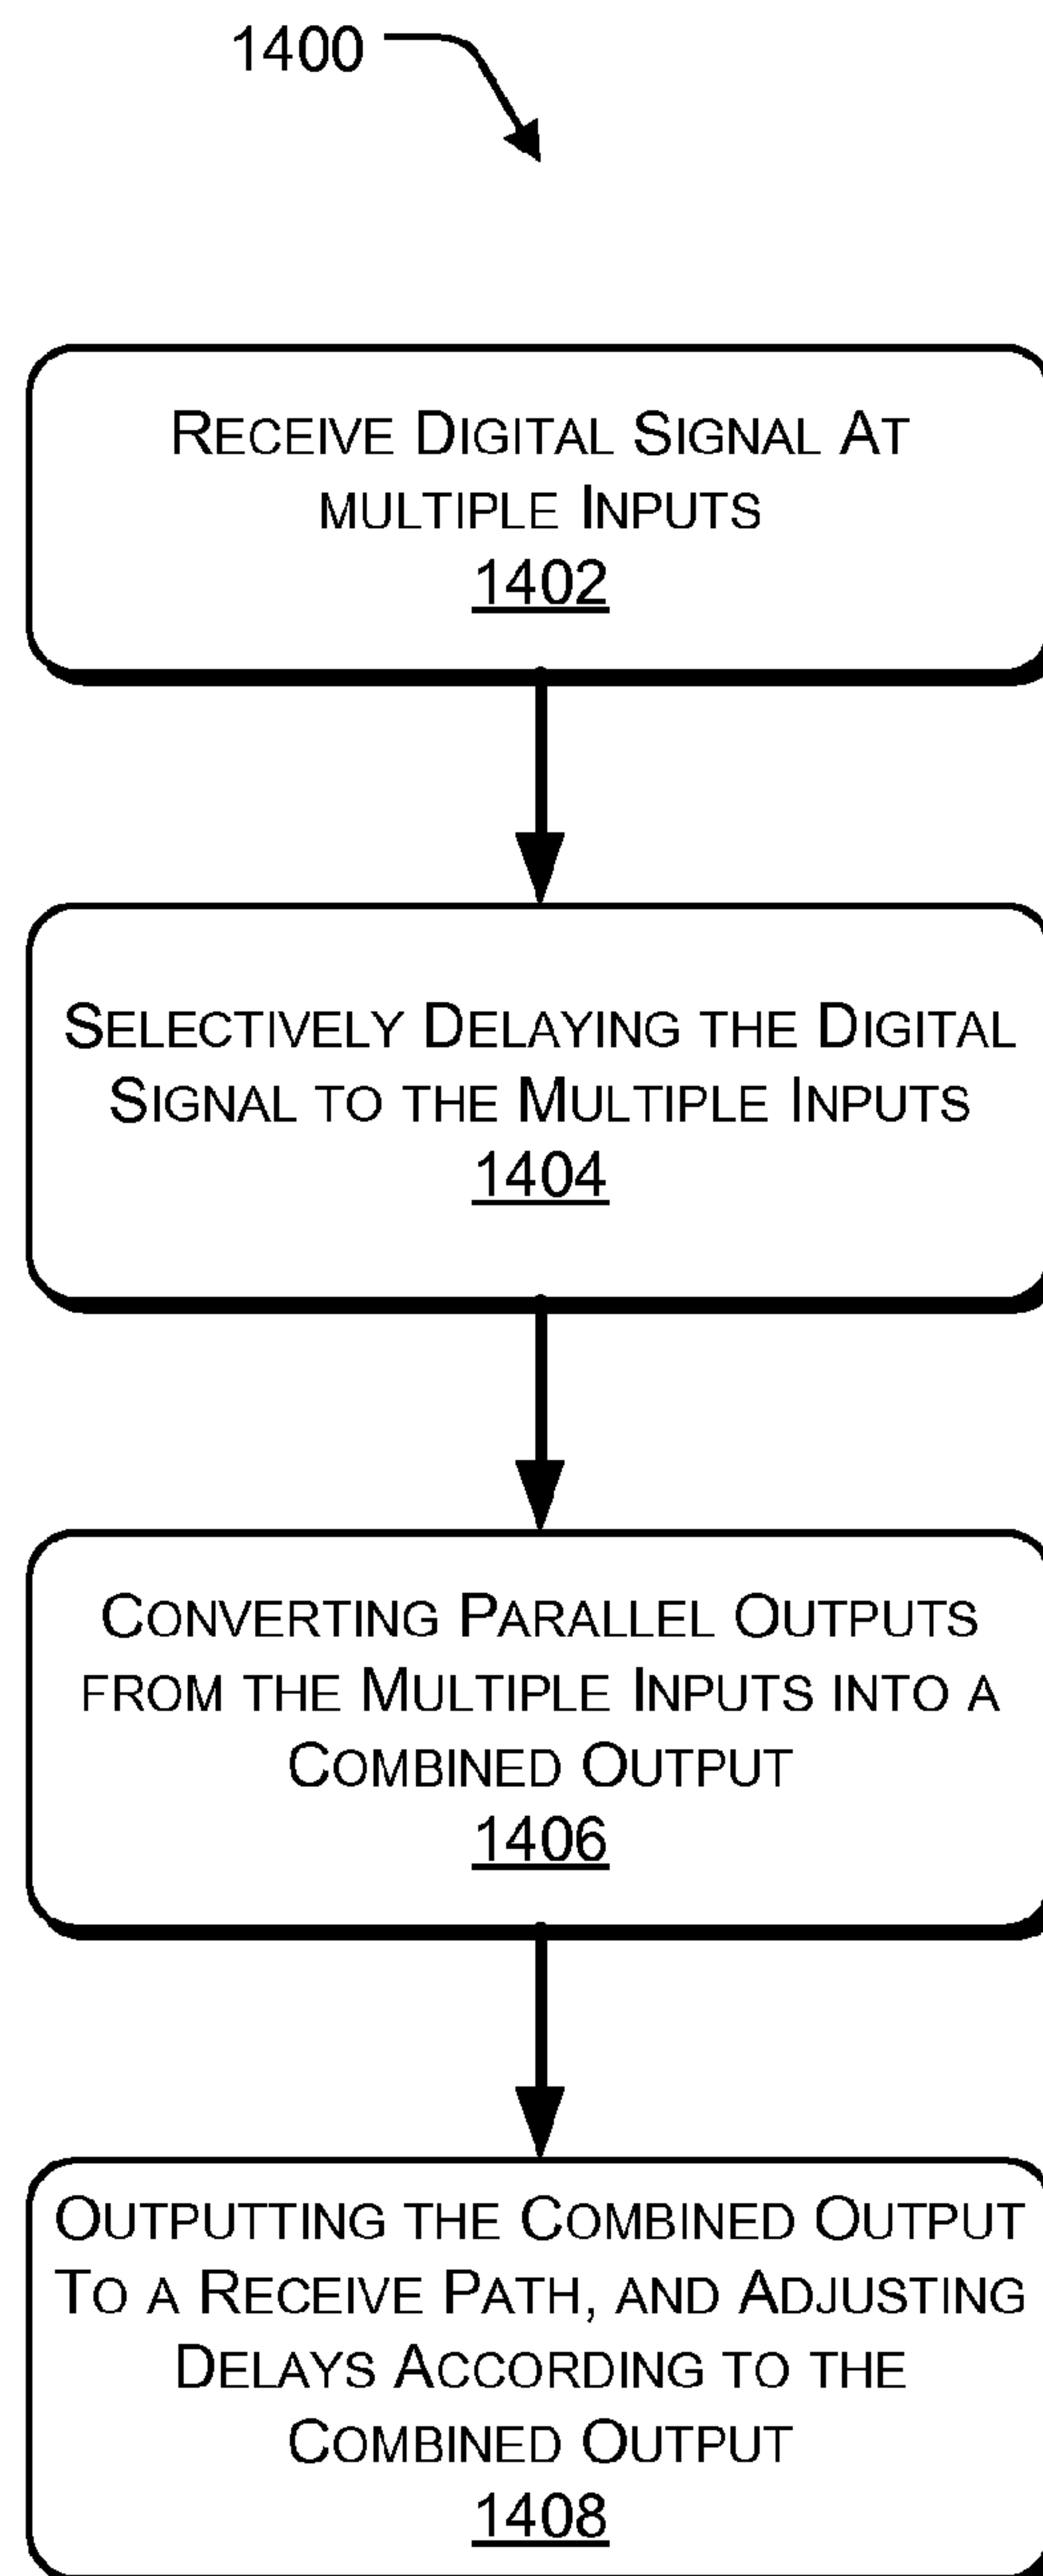 1400
RECEIVE DIGITAL SIGNAL AT
MULTIPLE INPUTS
1402
SELECTIVELY DELAYING THE DIGITAL
SIGNAL TO THE MULTIPLE INPUTS
1404
CONVERTING PARALLEL OUTPUTS
FROM THE MULTIPLE INPUTS INTO A
COMBINED OUTPUT
1406
OUTPUTTING THE COMBINED OUTPUT
TO A RECEIVE PATH, AND ADJUSTING
DELAYS ACCORDING TO THE
COMBINED OUTPUT
1408